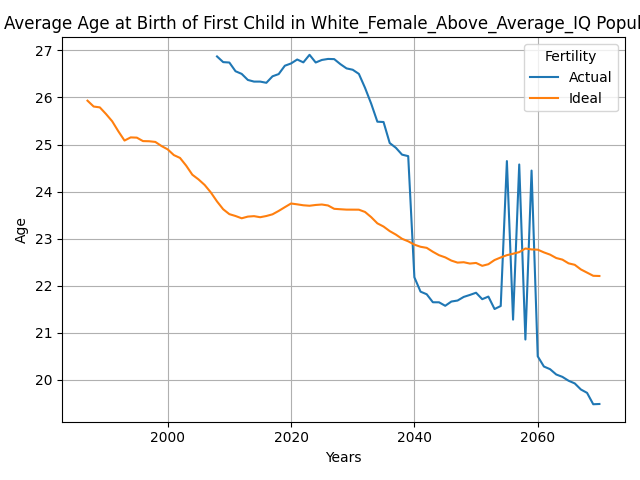 Average Age at Birth of First Child in White_Female_Above_Average_IQ Popul
27
26
25
24
23
22
21
20
Age
Fertility
Actual
Ideal
2000
2020
2040
2060
Years